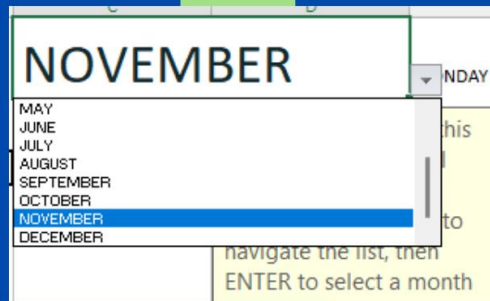 NOVEMBER
NDAY
MAY
JUNE
JULY
AUGUST
SEPTEMBER
OCTOBER
NOVEMBER
DECEMBER
this
to
navigate the list, then
ENTER to select a month